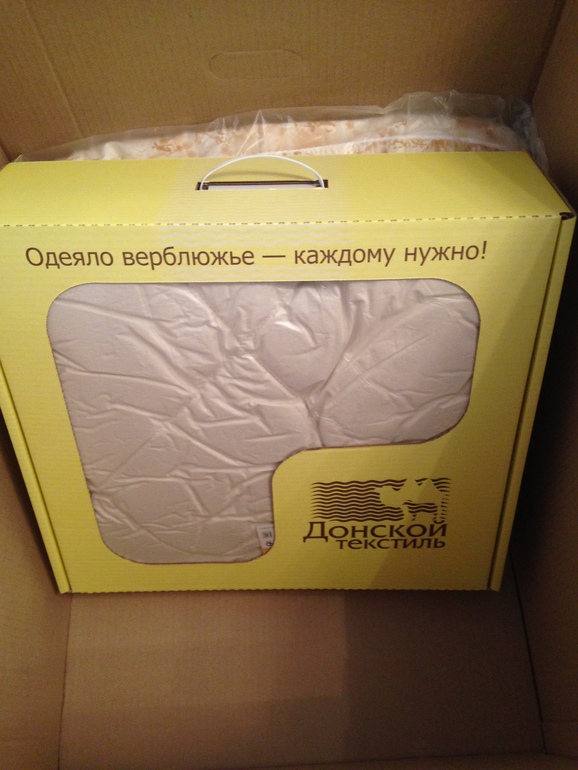 Одеяло верблюжье — каждому нужно!
Донской
текстиль